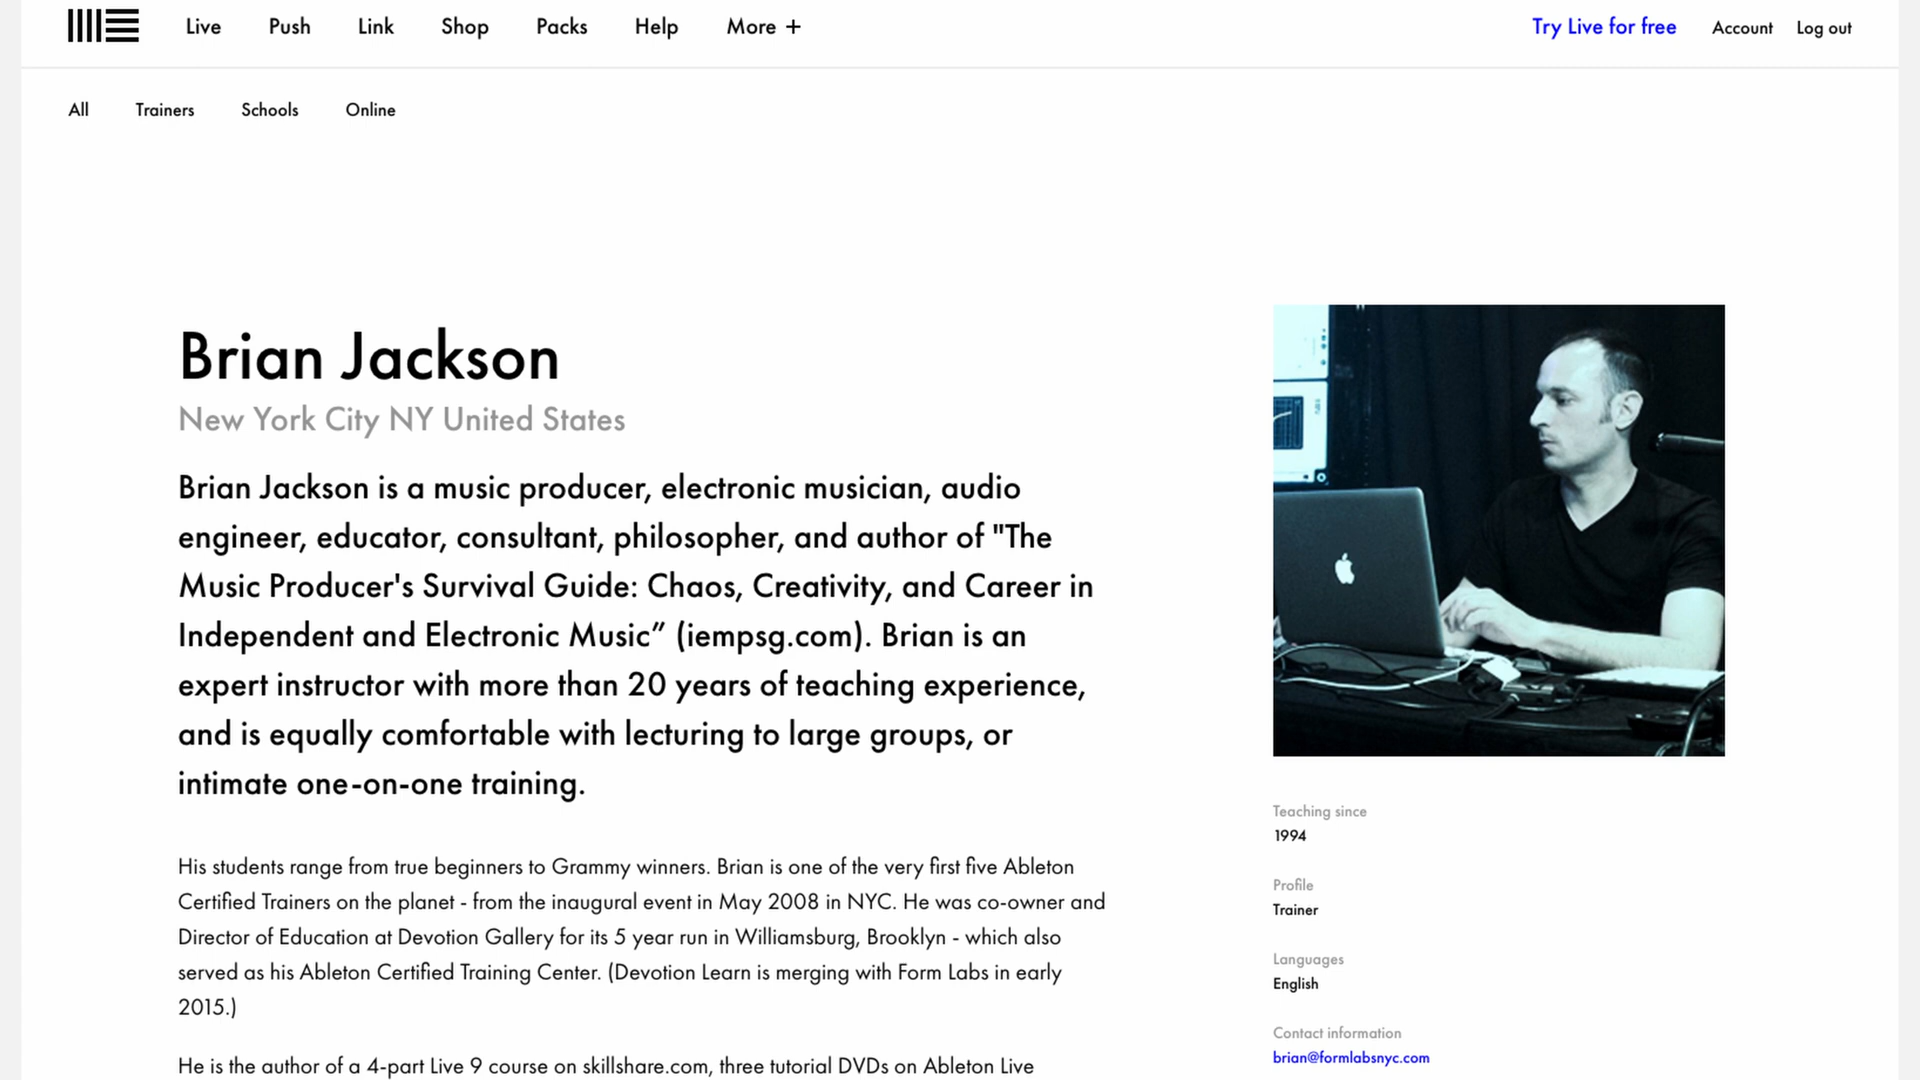 Live Push Link Shop Packs Help More + Try Live for free Account Log out
All Trainers Schools Online
Brian Jackson
New York City NY United States
Brian Jackson is a music producer, electronic musician, audio
engineer, educator, consultant, philosopher, and author of "The
Music Producer's Survival Guide: Chaos, Creativity, and Career in
Independent and Electronic Music” (iempsg.com). Brian is an
expert instructor with more than 20 years of teaching experience,
and is equally comfortable with lecturing to large groups, or
intimate one-on-one training.
His students range from true beginners to Grammy winners. Brian is one of the very first five Ableton
Certified Trainers on the planet - from the inaugural event in May 2008 in NYC. He was co-owner and
Director of Education at Devotion Gallery for its 5 year run in Williamsburg, Brooklyn - which also
served as his Ableton Certified Training Center. (Devotion Learn is merging with Form Labs in early
2015.)
He is the author of a 4-part Live 9 course on skillshare.com, three tutorial DVDs on Ableton Live
Teaching since
1994
Profile
Trainer
Languages
English
Contact information
brian@formlabsnyc.com